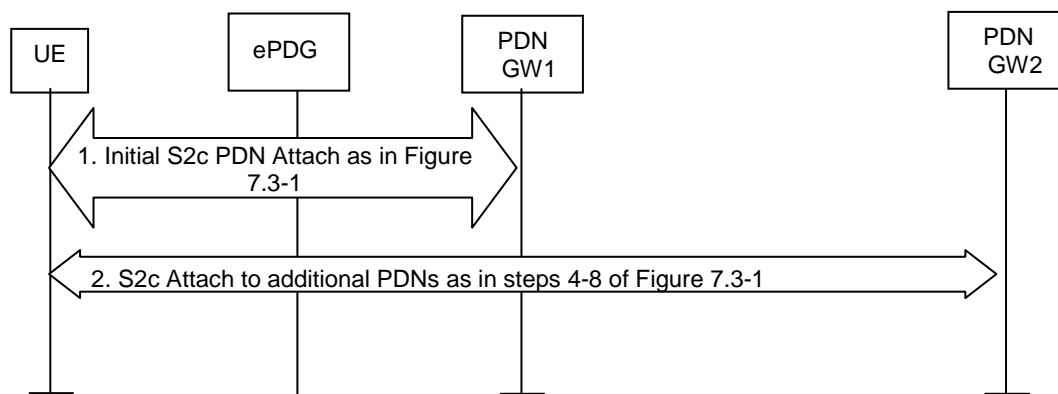 UE
ePDG
PDN
GW1
PDN
GW2
1. Initial S2c PDN Attach as in Figure
7.3-1
2. S2c Attach to additional PDNs as in steps 4-8 of Figure 7.3-1